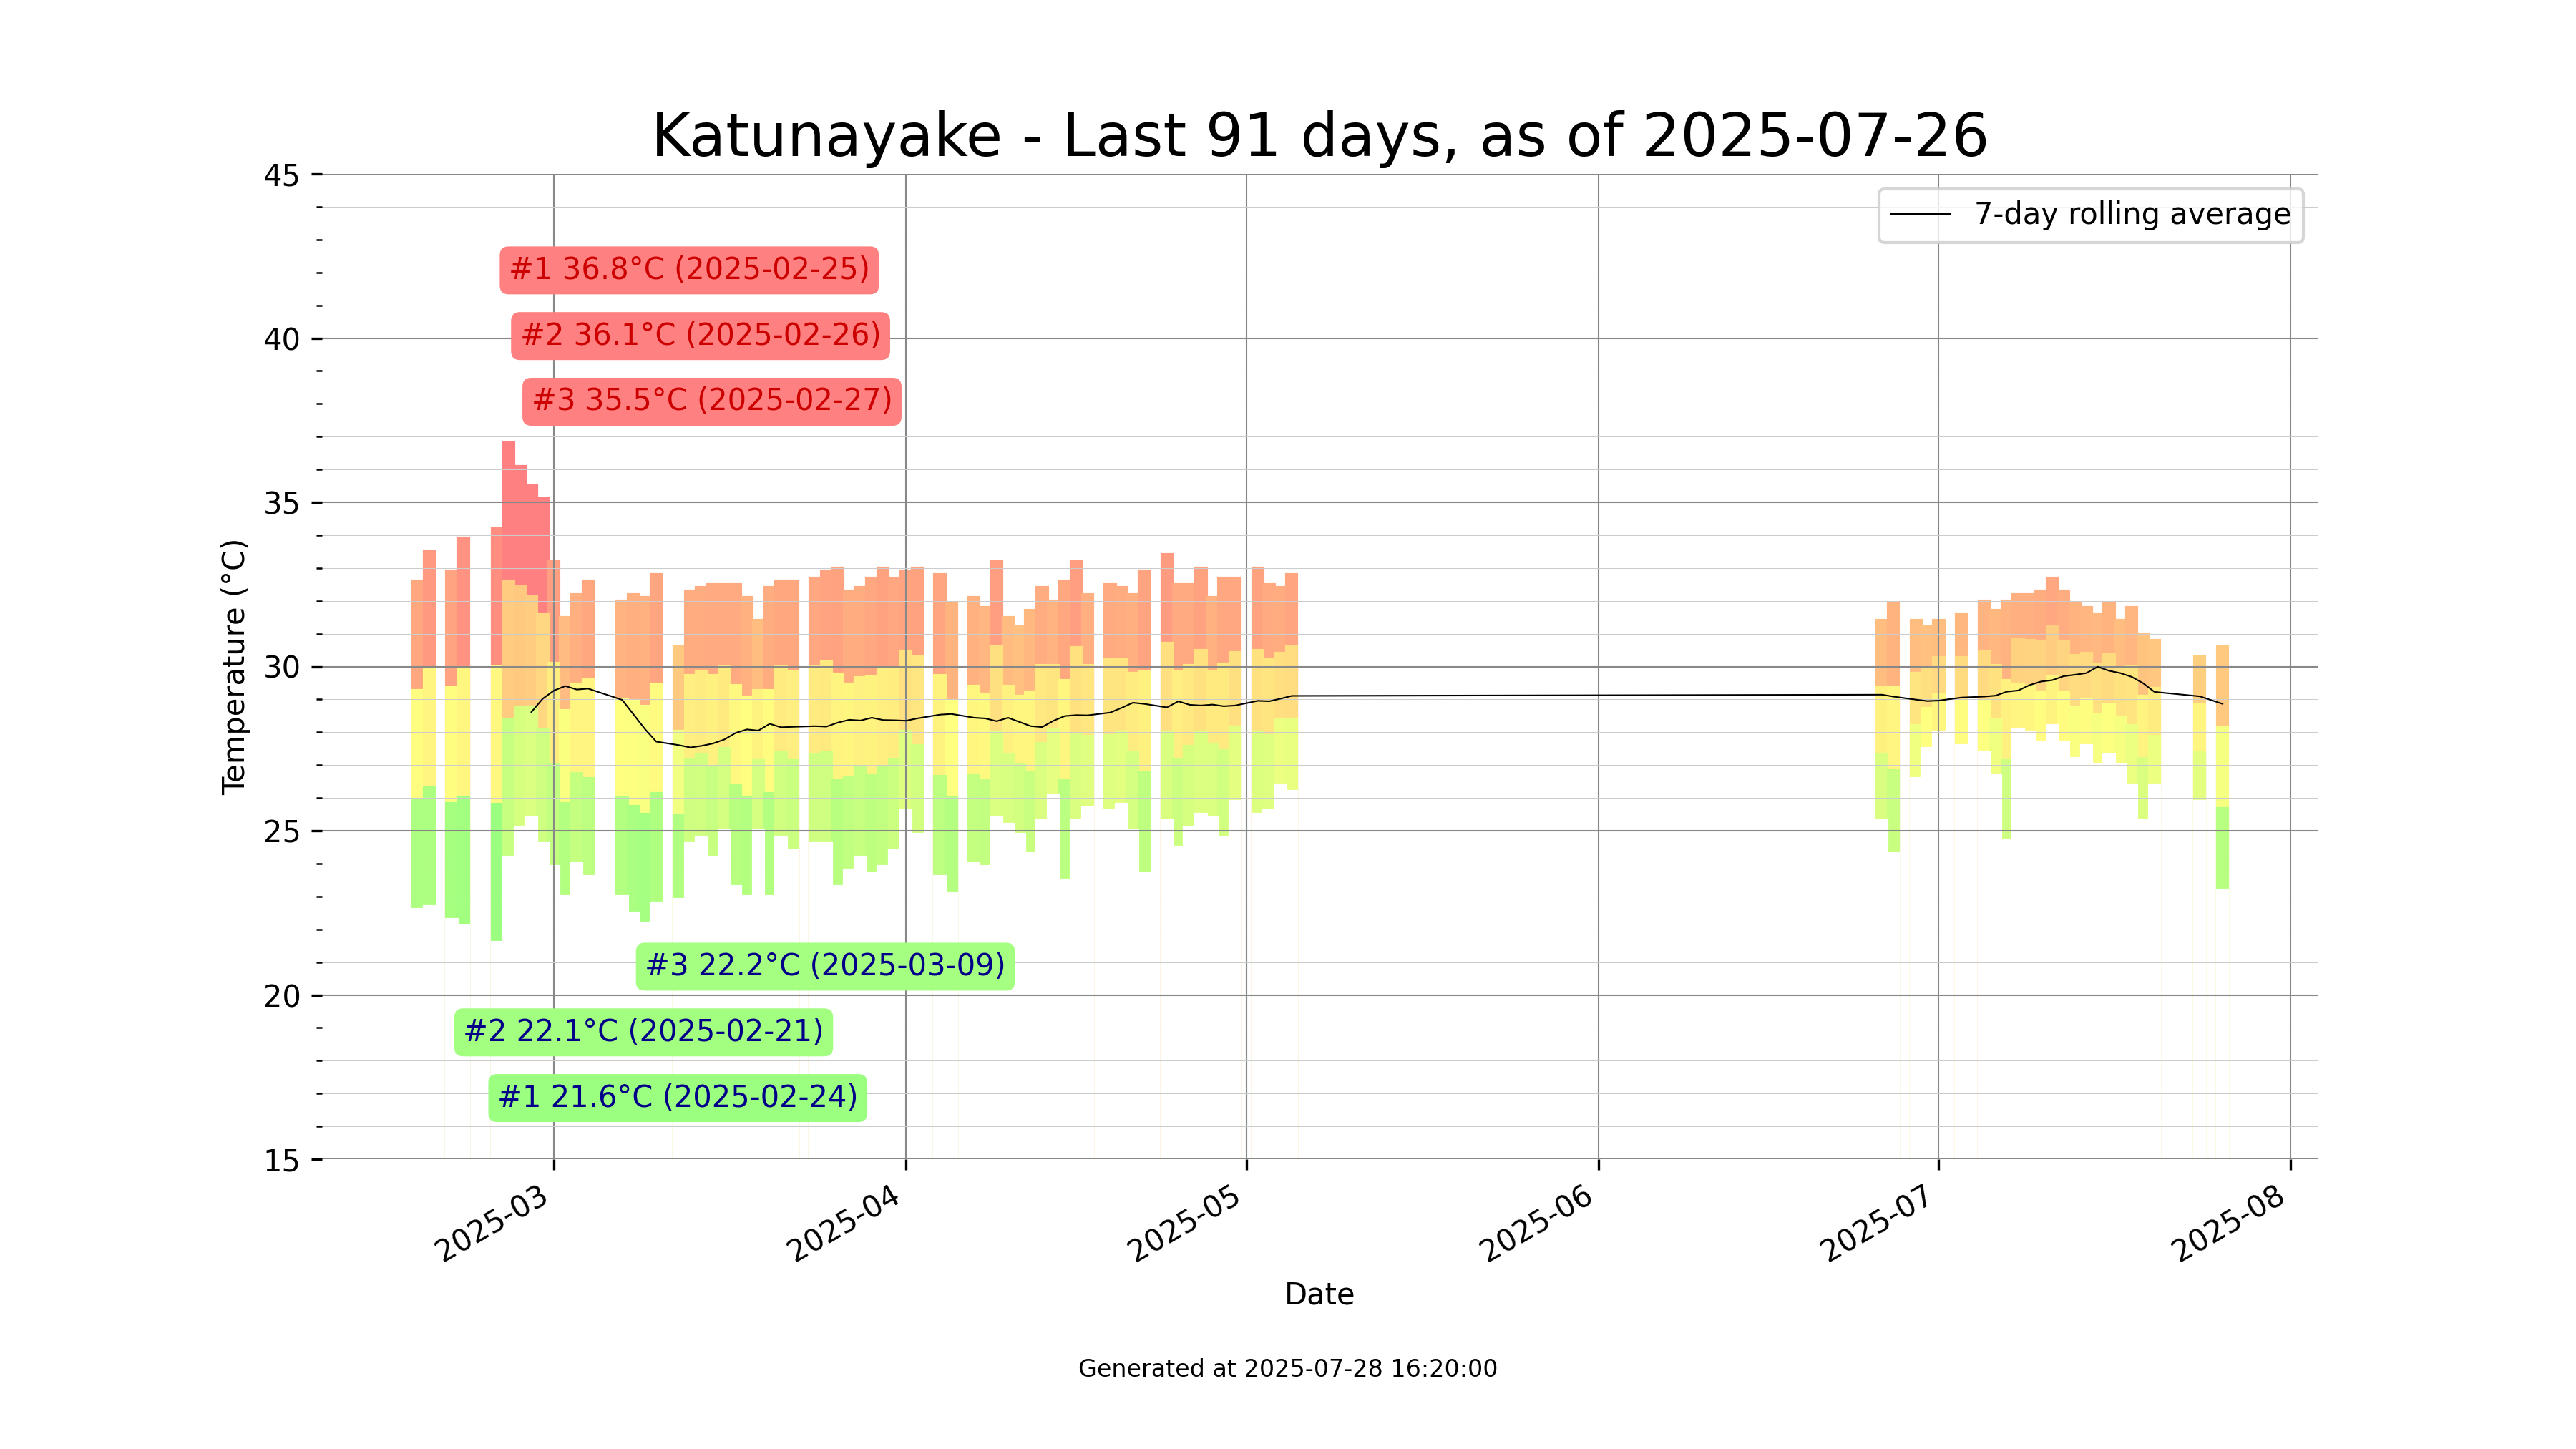 Katunayake - Last 91 days, as of 2025-07-26
45
7-day rolling average
#1 36.8°C (2025-02-25)
#2 36.1°C (2025-02-26)
40
#3 35.5°C (2025-02-27)
35
Temperature (°C)
30
25
#3 22.2°C (2025-03-09)
20
#2 22.1°C (2025-02-21)
#1 21.6°C (2025-02-24)
15
2025-03
2025-04
2025-05
2025-06
2025-07
2025-08
Date
Generated at 2025-07-28 16:20:00